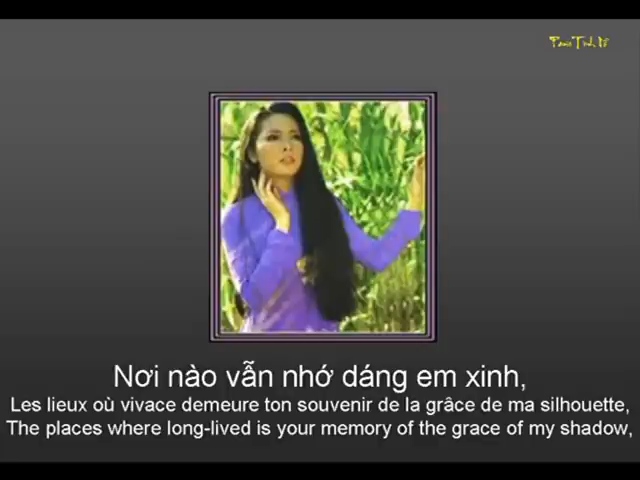 Nơi nào vẫn nhớ dáng em xinh,
Les lieux où vivace demeure ton souvenir de la grâce de ma silhouette,
The places where long-lived is your memory of the grace of my shadow,